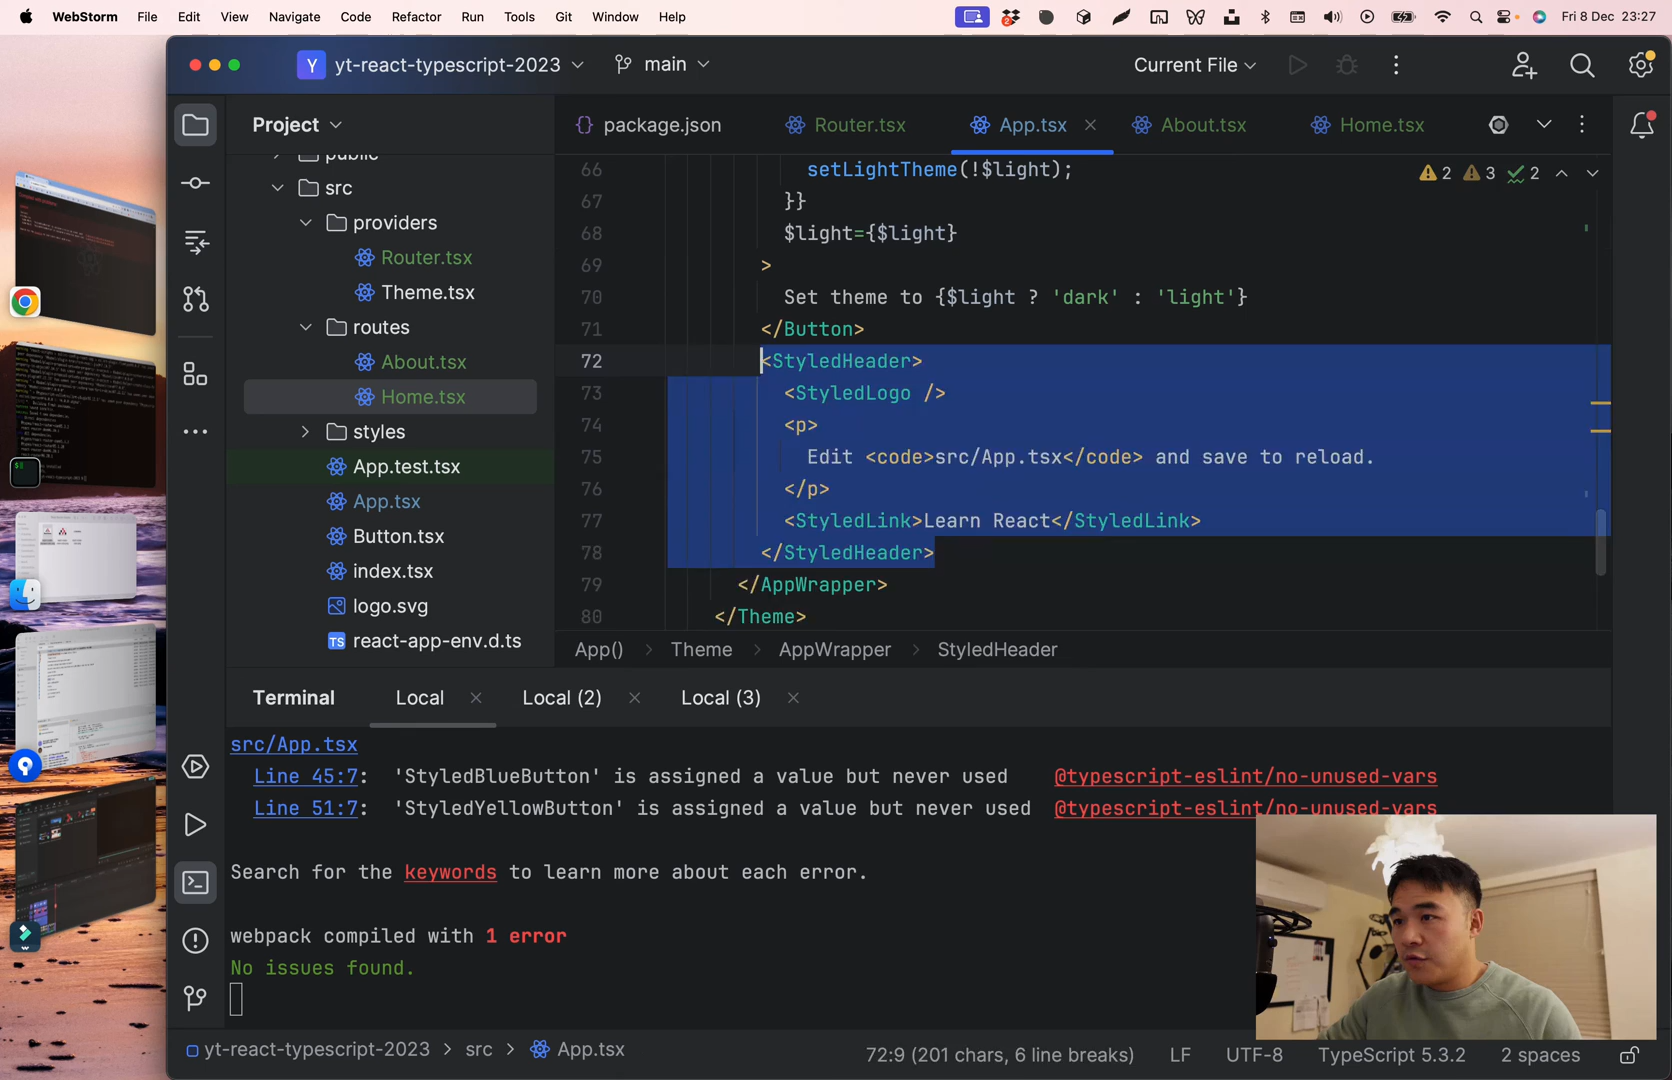 WebStorm File Edit View Navigate Code Refactor Run Tools Git Window Help Fri 8 Dec 23:27
Y yt-react-typescript-2023 main Current File
Project
package.json Router.tsx App.tsx About.tsx Home.tsx
public
src
providers
Router.tsx
Theme.tsx
routes
About.tsx
Home.tsx
styles
App.test.tsx
App.tsx
Button.tsx
index.tsx
logo.svg
TS react-app-env.d.ts
2 3 2
66 setLightTheme(!$light);
67 }}
68 $light={$light}
69 >
70 Set theme to {$light ? 'dark' : 'light'}
71 </Button>
72 <StyledHeader>
73 <StyledLogo />
74 <p>
75 Edit <code>src/App.tsx</code> and save to reload.
76 </p>
77 <StyledLink>Learn React</StyledLink>
78 </StyledHeader>
79 </AppWrapper>
80 </Theme>
App() > Theme > AppWrapper > StyledHeader
Terminal Local Local (2) Local (3)
src/App.tsx
Line 45:7: 'StyledBlueButton' is assigned a value but never used @typescript-eslint/no-unused-vars
Line 51:7: 'StyledYellowButton' is assigned a value but never used @typescript-eslint/no-unused-vars
Search for the keywords to learn more about each error.
webpack compiled with 1 error
No issues found.
yt-react-typescript-2023 > src > App.tsx 72:9 (201 chars, 6 line breaks) LF UTF-8 TypeScript 5.3.2 2 spaces